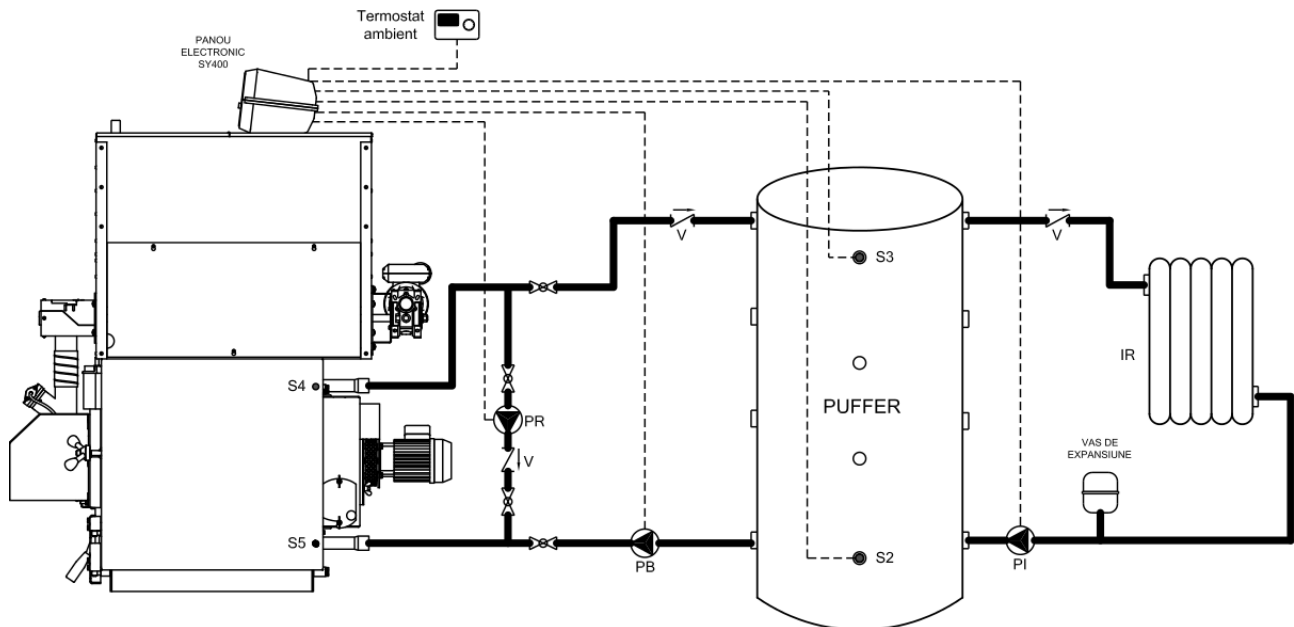 Termostat
ambient
PANOU
ELECTRONIC
SY400
V
V
S3
S4
IR
PUFFER
PR
V
VAS DE
EXPANSIUNE
S5
PB
S2
PI